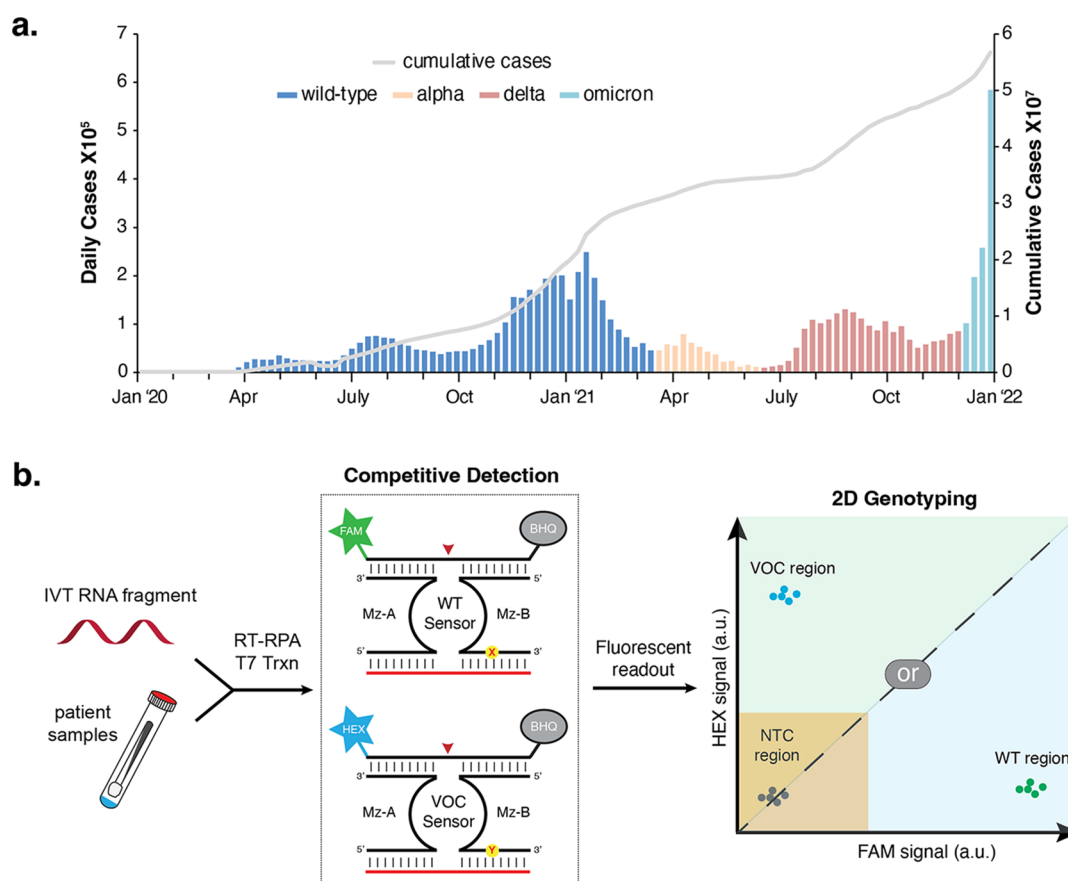 a.
Daily Cases X10⁵
7
6
5
4
3
2
1
0
cumulative cases
wild-type alpha delta omicron
Cumulative Cases X10⁷
6
5
4
3
2
1
0
Jan '20 Apr July Oct Jan '21 Apr July Oct Jan '22
b.
IVT RNA fragment
patient
samples
RT-RPA
T7 Trxn
Competitive Detection
FAM BHQ
3' 5'
Mz-A WT Mz-B
Sensor
5' X 3'
HEX BHQ
3' 5'
Mz-A VOC Mz-B
Sensor
5' Y 3'
Fluorescent
readout
2D Genotyping
HEX signal (a.u.)
VOC region
or
NTC
region
WT region
FAM signal (a.u.)